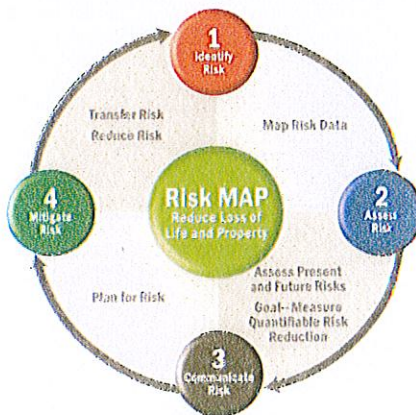 1
Identify
Risk
Transfer Risk
Reduce Risk
Map Risk Data
4
Mitigate
Risk
Risk MAP
Reduce Loss of
Life and Property
2
Assess
Risk
Assess Present
and Future Risks
Goal--Measure
Quantifiable Risk
Reduction
Plan for Risk
3
Communicate
Risk